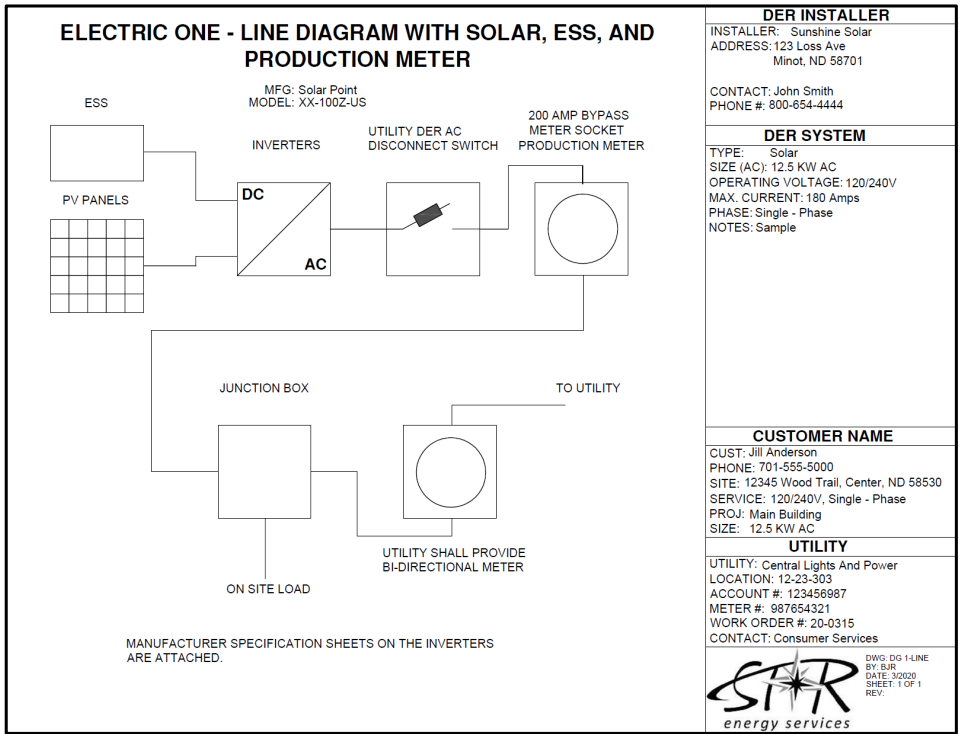 ELECTRIC ONE - LINE DIAGRAM WITH SOLAR, ESS, AND
PRODUCTION METER
MFG: Solar Point
MODEL: XX-100Z-US
ESS
INVERTERS
UTILITY DER AC
DISCONNECT SWITCH
200 AMP BYPASS
METER SOCKET
PRODUCTION METER
PV PANELS
DC
AC
JUNCTION BOX
TO UTILITY
UTILITY SHALL PROVIDE
BI-DIRECTIONAL METER
ON SITE LOAD
MANUFACTURER SPECIFICATION SHEETS ON THE INVERTERS
ARE ATTACHED.
DER INSTALLER
INSTALLER: Sunshine Solar
ADDRESS: 123 Loss Ave
Minot, ND 58701
CONTACT: John Smith
PHONE #: 800-654-4444
DER SYSTEM
TYPE: Solar
SIZE (AC): 12.5 KW AC
OPERATING VOLTAGE: 120/240V
MAX. CURRENT: 180 Amps
PHASE: Single - Phase
NOTES: Sample
CUSTOMER NAME
CUST: Jill Anderson
PHONE: 701-555-5000
SITE: 12345 Wood Trail, Center, ND 58530
SERVICE: 120/240V, Single - Phase
PROJ: Main Building
SIZE: 12.5 KW AC
UTILITY
UTILITY: Central Lights And Power
LOCATION: 12-23-303
ACCOUNT #: 123456987
METER #: 987654321
WORK ORDER #: 20-0315
CONTACT: Consumer Services
STAR
energy services
DWG: DG 1-LINE
BY: BJR
DATE: 3/2020
SHEET: 1 OF 1
REV: